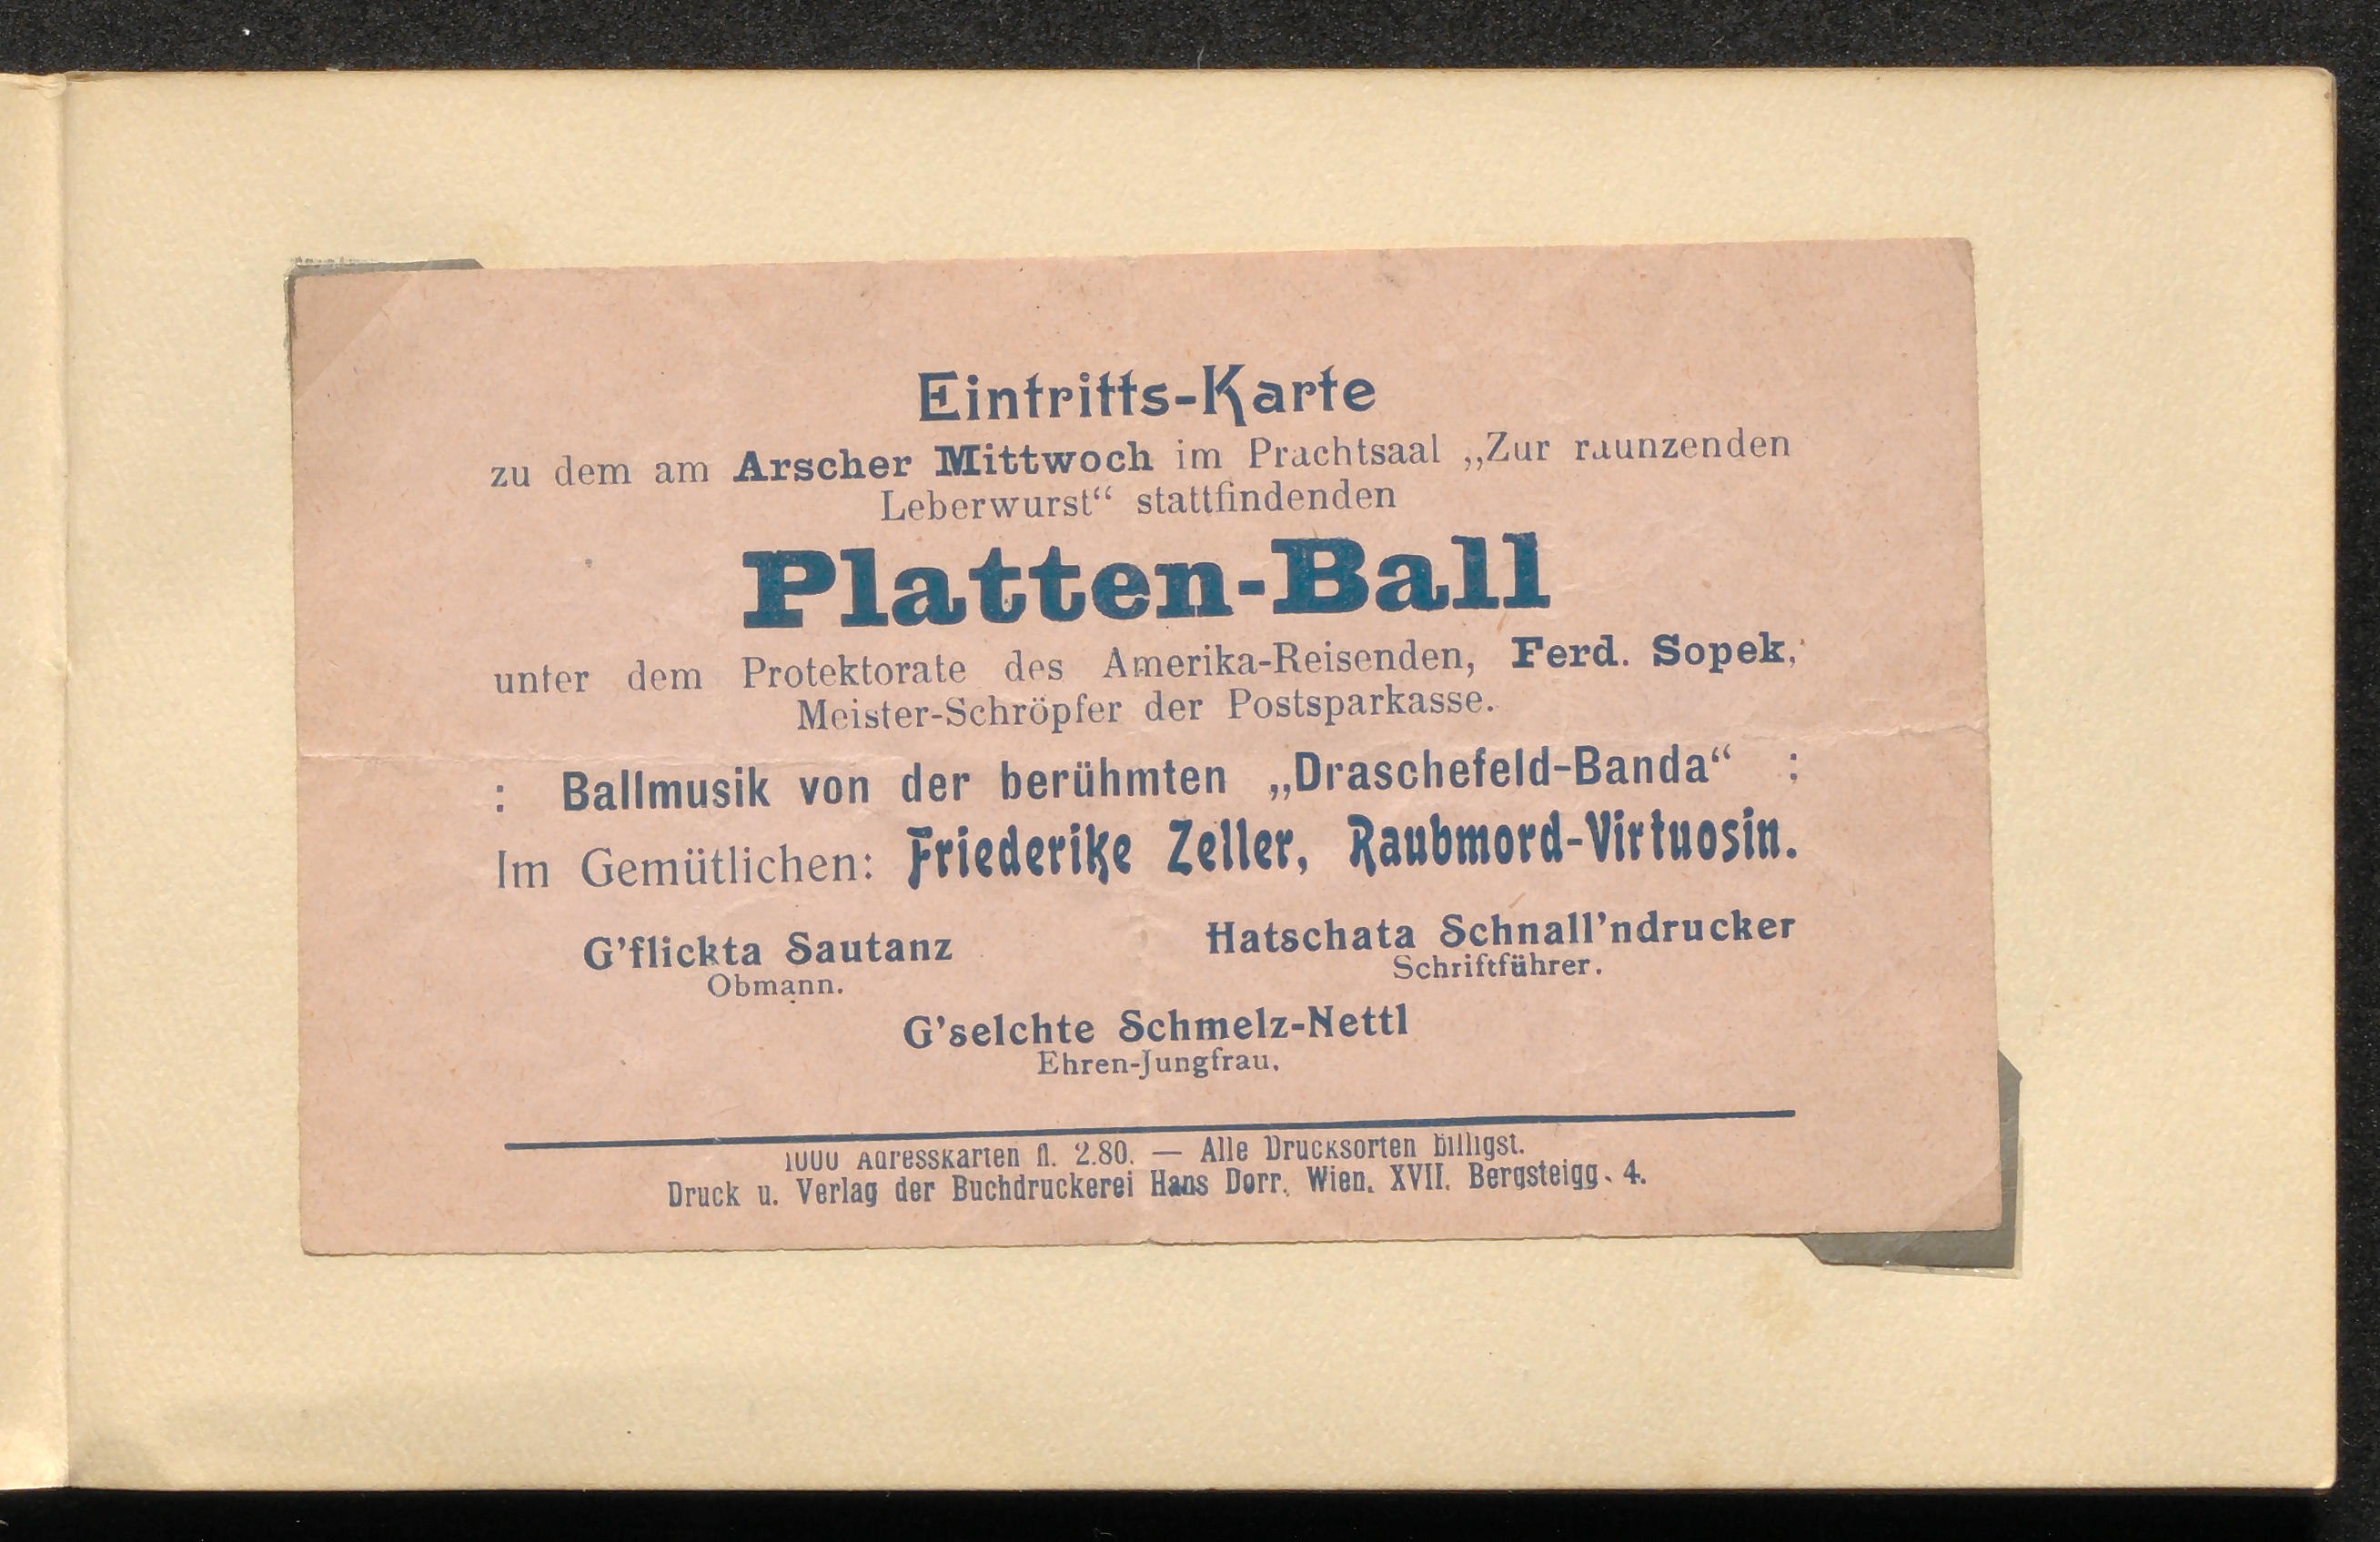 Eintritts-Karte
zu dem am Arscher Mittwoch im Prachtsaal „Zur raunzenden
Leberwurst“ stattfindenden
Platten-Ball
unter dem Protektorate des Amerika-Reisenden, Ferd. Sopek,
Meister-Schröpfer der Postsparkasse.
: Ballmusik von der berühmten „Draschefeld-Banda“ :
Im Gemütlichen: Friederike Zeller, Raubmord-Virtuosin.
G'flickta Sautanz Hatschata Schnall'ndrucker
Obmann. Schriftführer.
G'selchte Schmelz-Nettl
Ehren-Jungfrau.
1000 Adresskarten fl. 2.80. — Alle Drucksorten billigst.
Druck u. Verlag der Buchdruckerei Hans Dorr, Wien, XVII. Bergsteigg. 4.